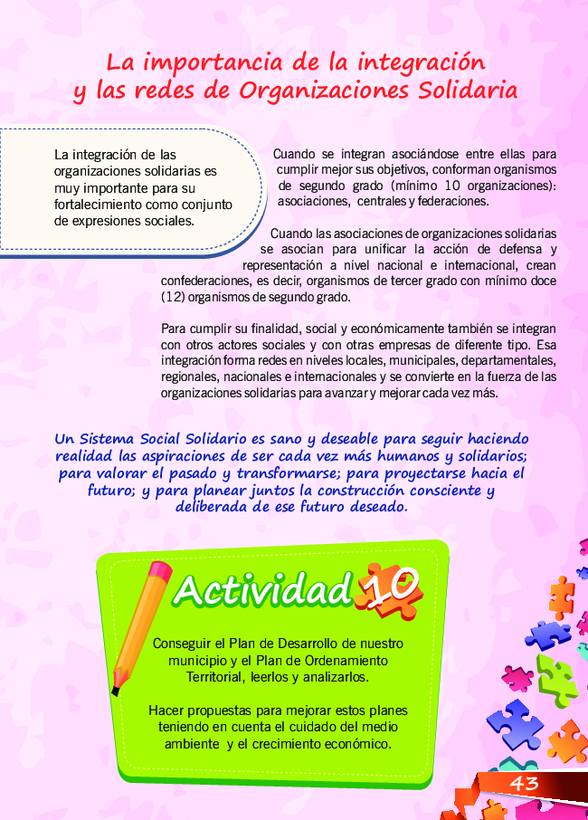 La importancia de la integración
y las redes de Organizaciones Solidaria
La integración de las
organizaciones solidarias es
muy importante para su
fortalecimiento como conjunto
de expresiones sociales.
Cuando se integran asociándose entre ellas para
cumplir mejor sus objetivos, conforman organismos
de segundo grado (mínimo 10 organizaciones):
asociaciones, centrales y federaciones.
Cuando las asociaciones de organizaciones solidarias
se asocian para unificar la acción de defensa y
representación a nivel nacional e internacional, crean
confederaciones, es decir, organismos de tercer grado con mínimo doce
(12) organismos de segundo grado.
Para cumplir su finalidad, social y económicamente también se integran
con otros actores sociales y con otras empresas de diferente tipo. Esa
integración forma redes en niveles locales, municipales, departamentales,
regionales, nacionales e internacionales y se convierte en la fuerza de las
organizaciones solidarias para avanzar y mejorar cada vez más.
Un Sistema Social Solidario es sano y deseable para seguir haciendo
realidad las aspiraciones de ser cada vez más humanos y solidarios;
para valorar el pasado y transformarse; para proyectarse hacia el
futuro; y para planear juntos la construcción consciente y
deliberada de ese futuro deseado.
Actividad 10
Conseguir el Plan de Desarrollo de nuestro
municipio y el Plan de Ordenamiento
Territorial, leerlos y analizarlos.
Hacer propuestas para mejorar estos planes
teniendo en cuenta el cuidado del medio
ambiente y el crecimiento económico.
43